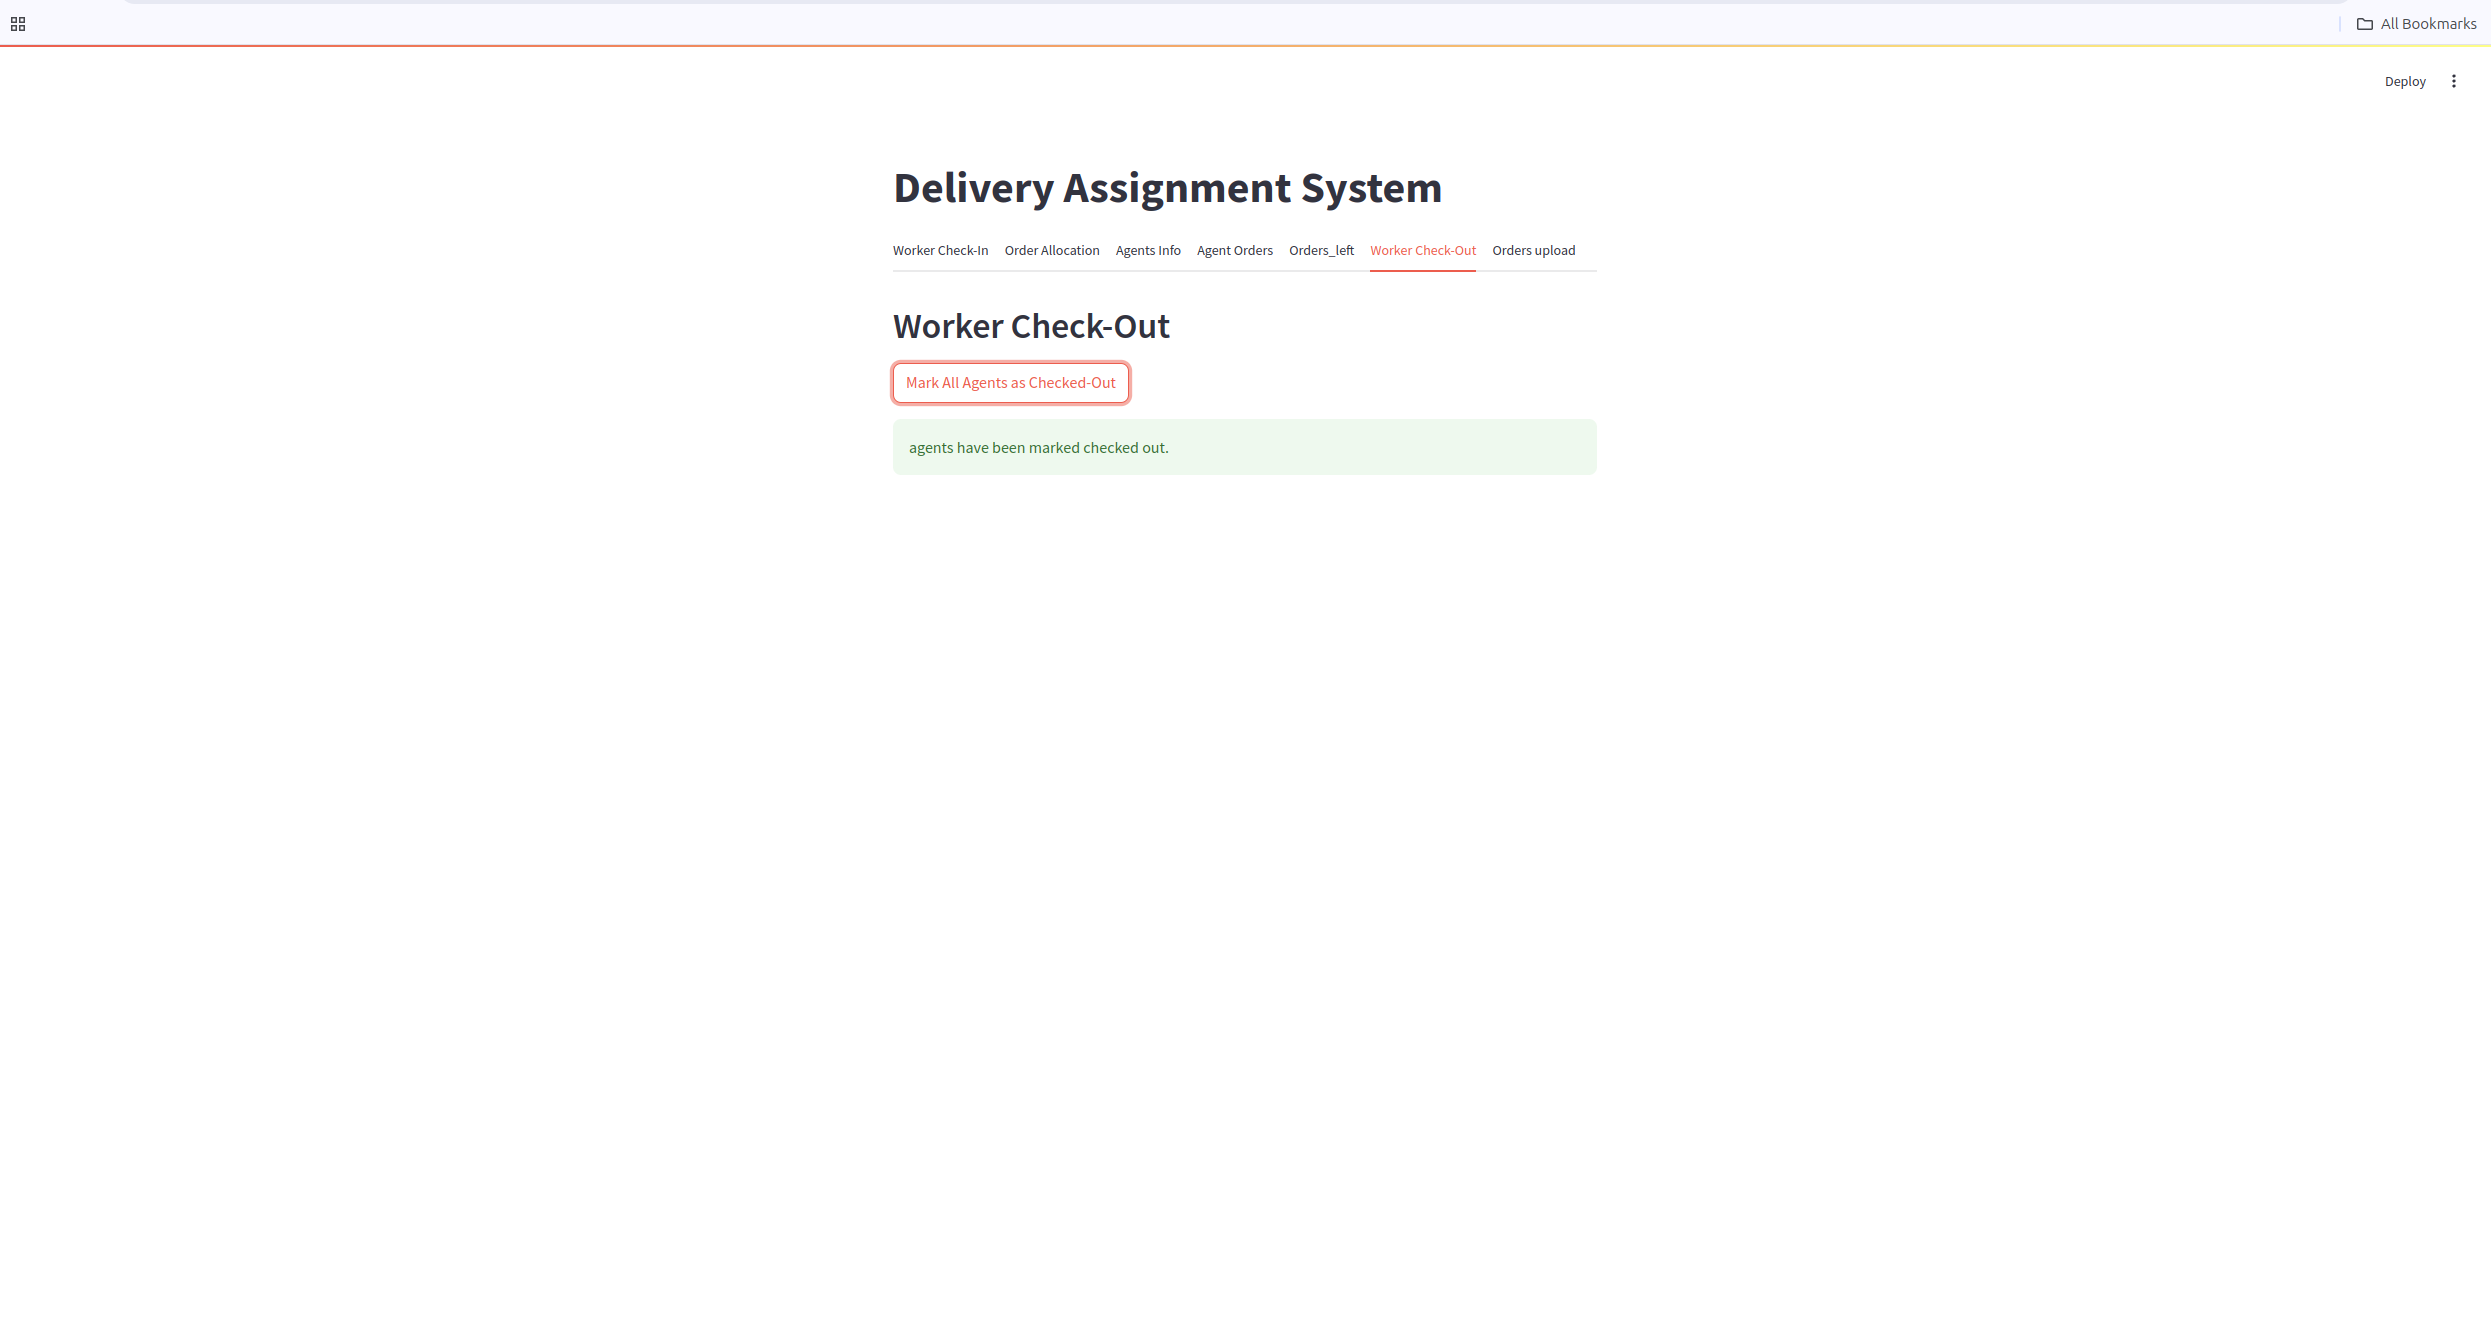 All Bookmarks
Deploy
Delivery Assignment System
Worker Check-In Order Allocation Agents Info Agent Orders Orders_left Worker Check-Out Orders upload
Worker Check-Out
Mark All Agents as Checked-Out
agents have been marked checked out.